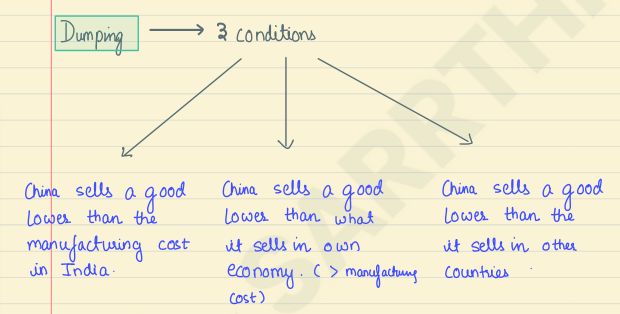 Dumping → 3 conditions
China sells a good
lower than the
manufacturing cost
in India.
China sells a good
lower than what
it sells in own
economy. ( > manufacturing
cost)
China sells a good
lower than the
it sells in other
countries
SARRTHI